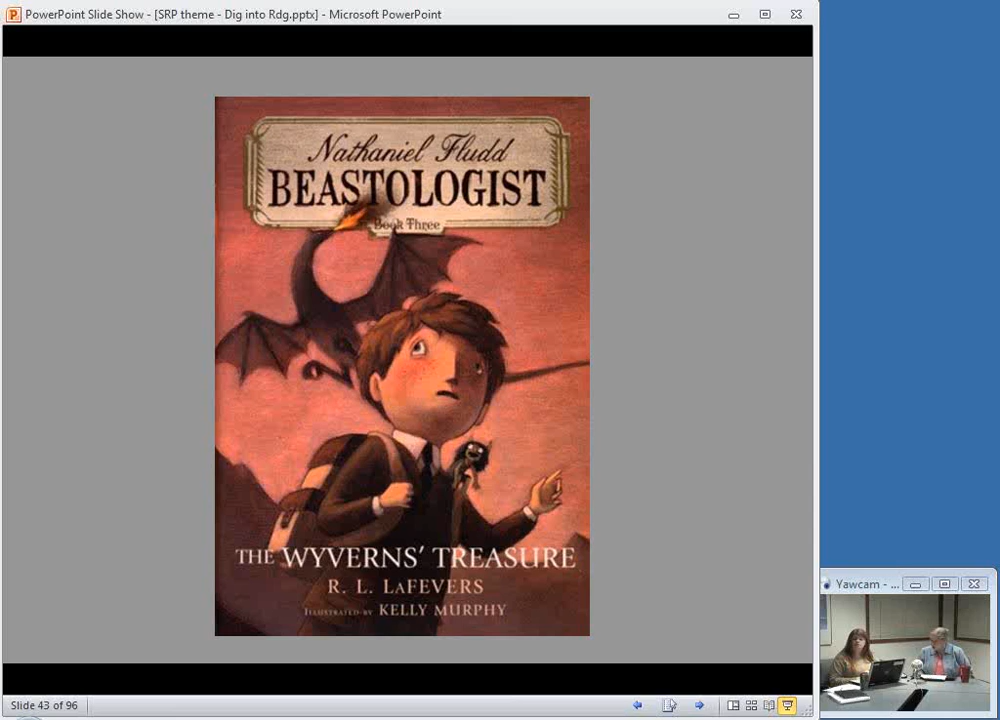 PowerPoint Slide Show - [SRP theme - Dig into Rdg.pptx] - Microsoft PowerPoint
Nathaniel Fludd
BEASTOLOGIST
Book Three
THE WYVERNS' TREASURE
R. L. LAFEVERS
ILLUSTRATED BY KELLY MURPHY
Yawcam - ...
Slide 43 of 96